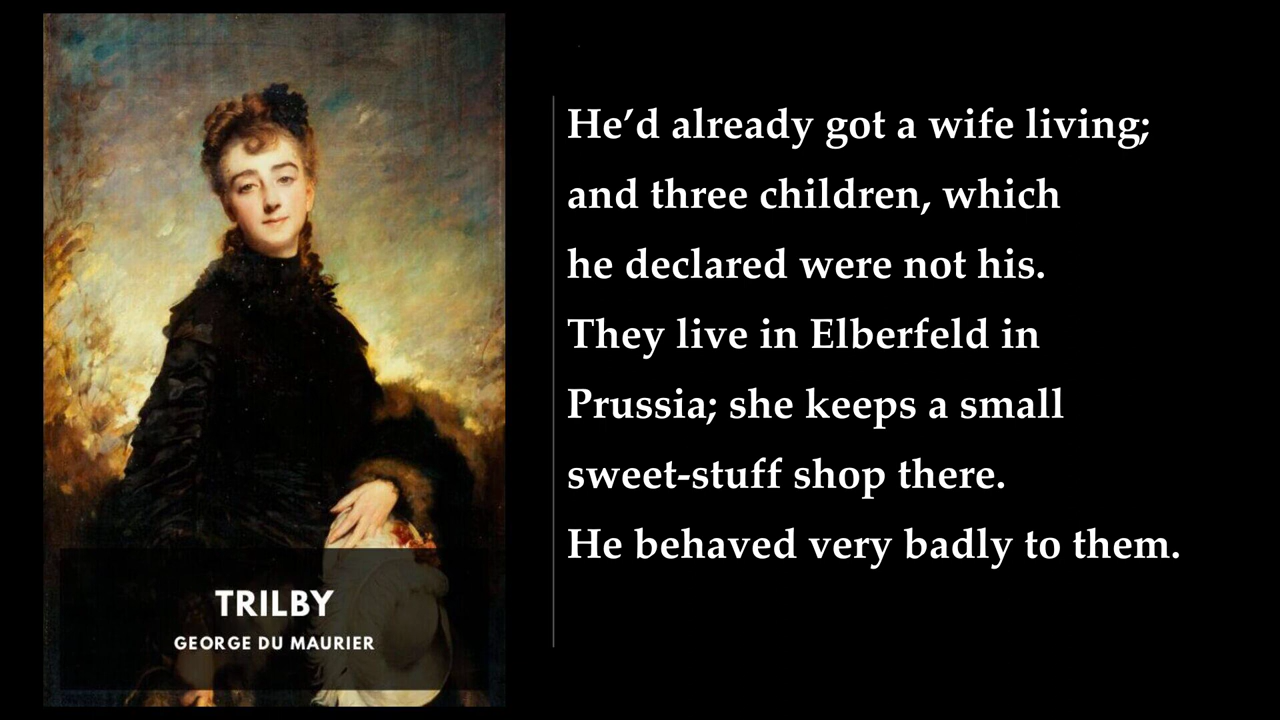 He’d already got a wife living;
and three children, which
he declared were not his.
They live in Elberfeld in
Prussia; she keeps a small
sweet-stuff shop there.
He behaved very badly to them.
TRILBY
GEORGE DU MAURIER